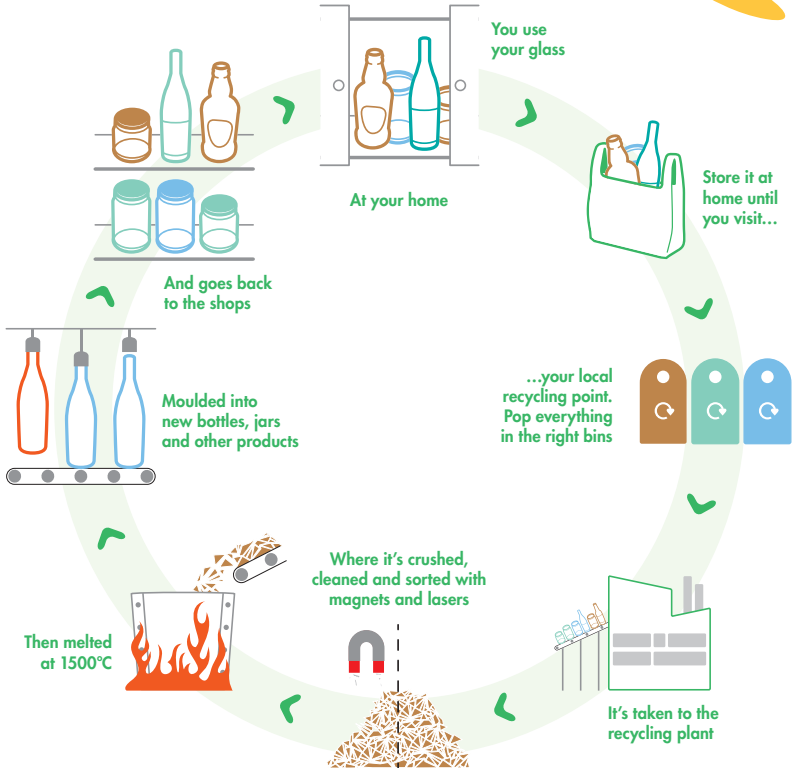 You use
your glass
At your home
Store it at
home until
you visit...
...your local
recycling point.
Pop everything
in the right bins
It's taken to the
recycling plant
Where it's crushed,
cleaned and sorted with
magnets and lasers
Then melted
at 1500°C
Moulded into
new bottles, jars
and other products
And goes back
to the shops